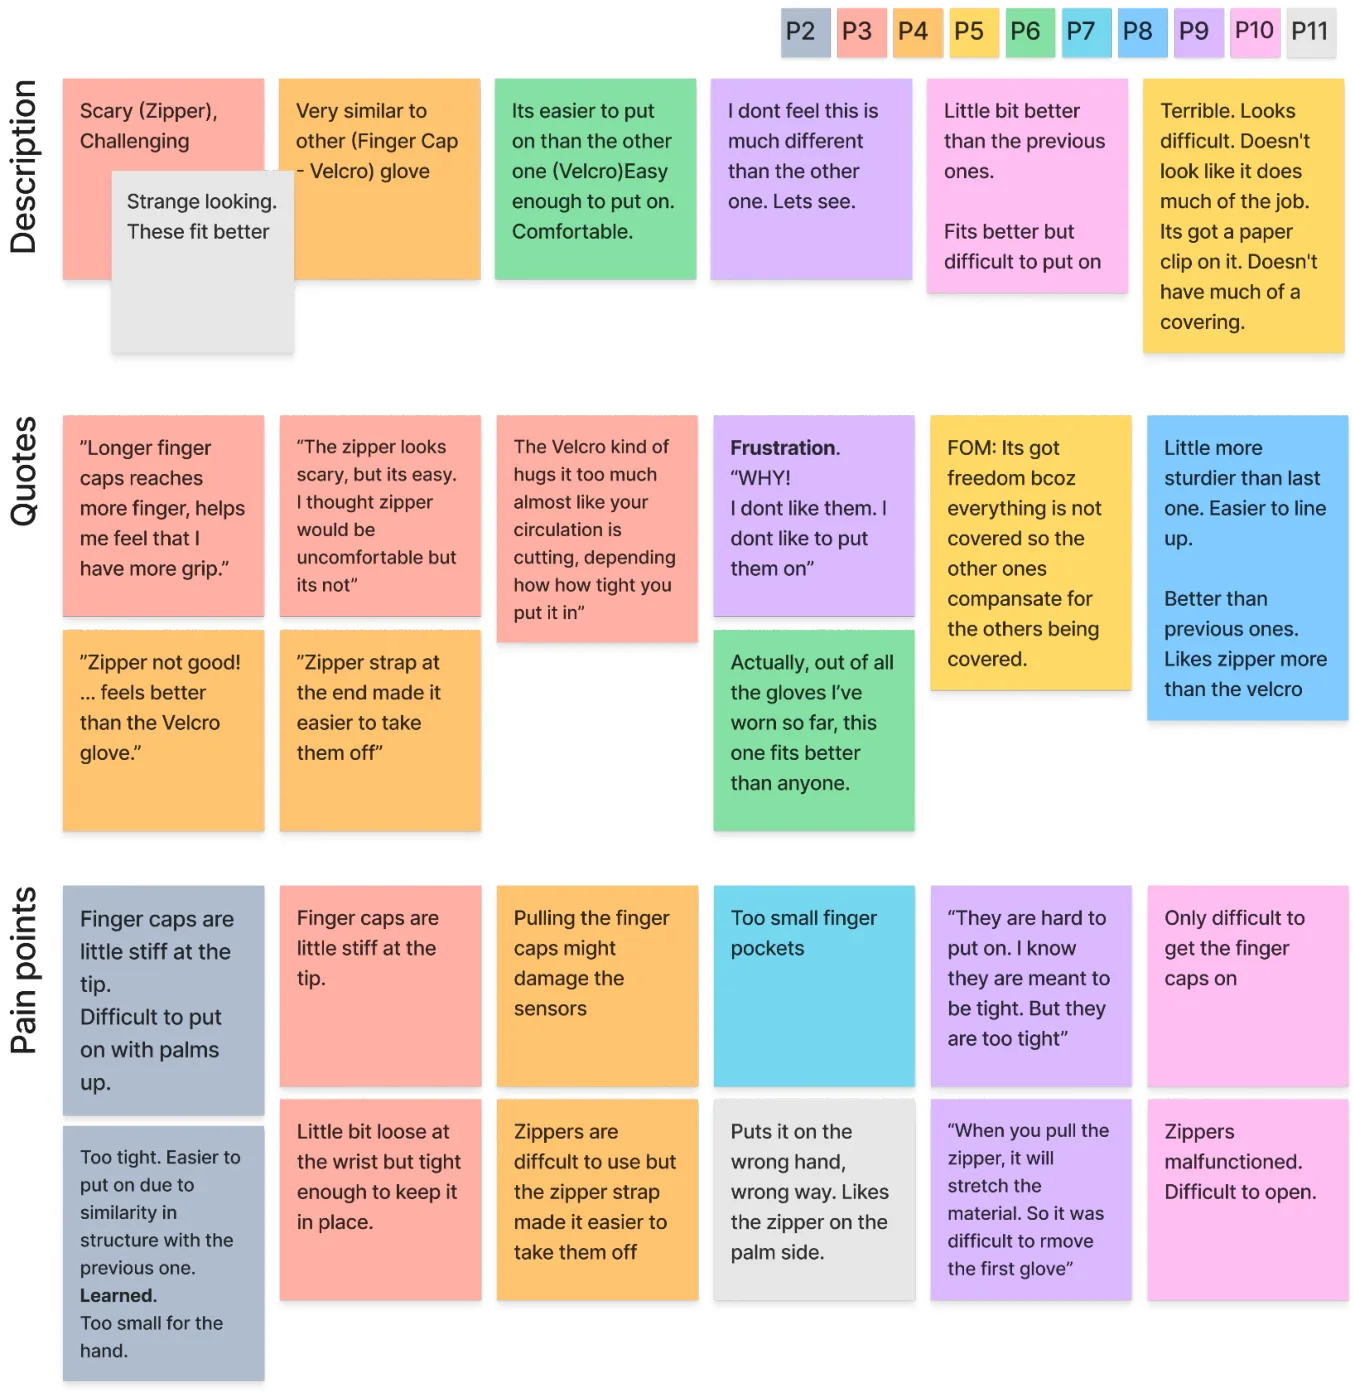 P2 P3 P4 P5 P6 P7 P8 P9 P10 P11
Description
Scary (Zipper),
Challenging
Strange looking.
These fit better
Very similar to
other (Finger Cap
- Velcro) glove
Its easier to put
on than the other
one (Velcro)Easy
enough to put on.
Comfortable.
I dont feel this is
much different
than the other
one. Lets see.
Little bit better
than the previous
ones.
Fits better but
difficult to put on
Terrible. Looks
difficult. Doesn't
look like it does
much of the job.
Its got a paper
clip on it. Doesn't
have much of a
covering.
Quotes
”Longer finger
caps reaches
more finger, helps
me feel that I
have more grip.”
“The zipper looks
scary, but its easy.
I thought zipper
would be
uncomfortable but
its not”
The Velcro kind of
hugs it too much
almost like your
circulation is
cutting, depending
how how tight you
put it in”
Frustration.
“WHY!
I dont like them. I
dont like to put
them on”
FOM: Its got
freedom bcoz
everything is not
covered so the
other ones
compansate for
the others being
covered.
Little more
sturdier than last
one. Easier to line
up.
Better than
previous ones.
Likes zipper more
than the velcro
”Zipper not good!
... feels better
than the Velcro
glove.”
”Zipper strap at
the end made it
easier to take
them off”
Actually, out of all
the gloves I’ve
worn so far, this
one fits better
than anyone.
Pain points
Finger caps are
little stiff at the
tip.
Difficult to put
on with palms
up.
Finger caps are
little stiff at the
tip.
Pulling the finger
caps might
damage the
sensors
Too small finger
pockets
“They are hard to
put on. I know
they are meant to
be tight. But they
are too tight”
Only difficult to
get the finger
caps on
Too tight. Easier to
put on due to
similarity in
structure with the
previous one.
Learned.
Too small for the
hand.
Little bit loose at
the wrist but tight
enough to keep it
in place.
Zippers are
diffcult to use but
the zipper strap
made it easier to
take them off
Puts it on the
wrong hand,
wrong way. Likes
the zipper on the
palm side.
“When you pull the
zipper, it will
stretch the
material. So it was
difficult to rmove
the first glove”
Zippers
malfunctioned.
Difficult to open.